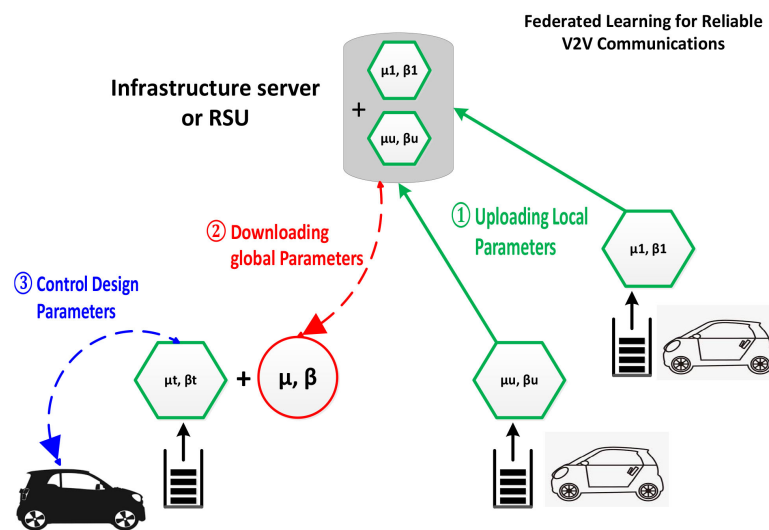 Federated Learning for Reliable
V2V Communications
Infrastructure server
or RSU
+
μ1, β1
μu, βu
① Uploading Local
Parameters
② Downloading
global Parameters
③ Control Design
Parameters
μ1, β1
μt, βt
+
μ, β
μu, βu